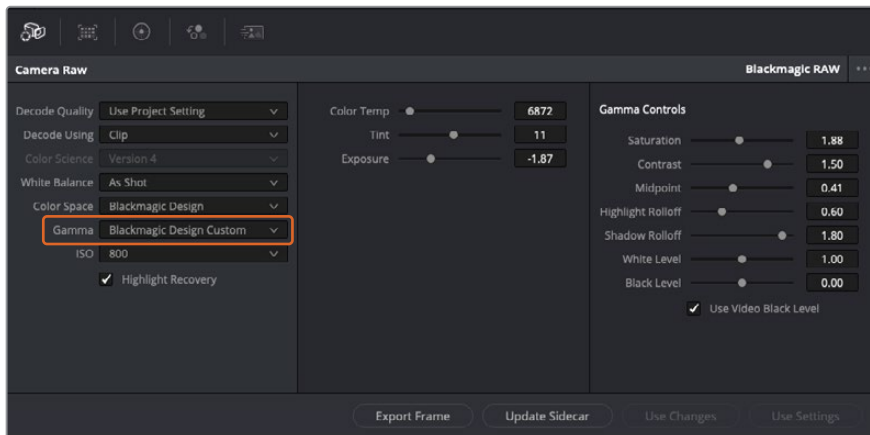 Camera Raw
Blackmagic RAW
Decode Quality Use Project Setting
Decode Using Clip
Color Science Version 4
White Balance As Shot
Color Space Blackmagic Design
Gamma Blackmagic Design Custom
ISO 800
Highlight Recovery
Color Temp 6872
Tint 11
Exposure -1.87
Gamma Controls
Saturation 1.88
Contrast 1.50
Midpoint 0.41
Highlight Rolloff 0.60
Shadow Rolloff 1.80
White Level 1.00
Black Level 0.00
Use Video Black Level
Export Frame Update Sidecar Use Changes Use Settings